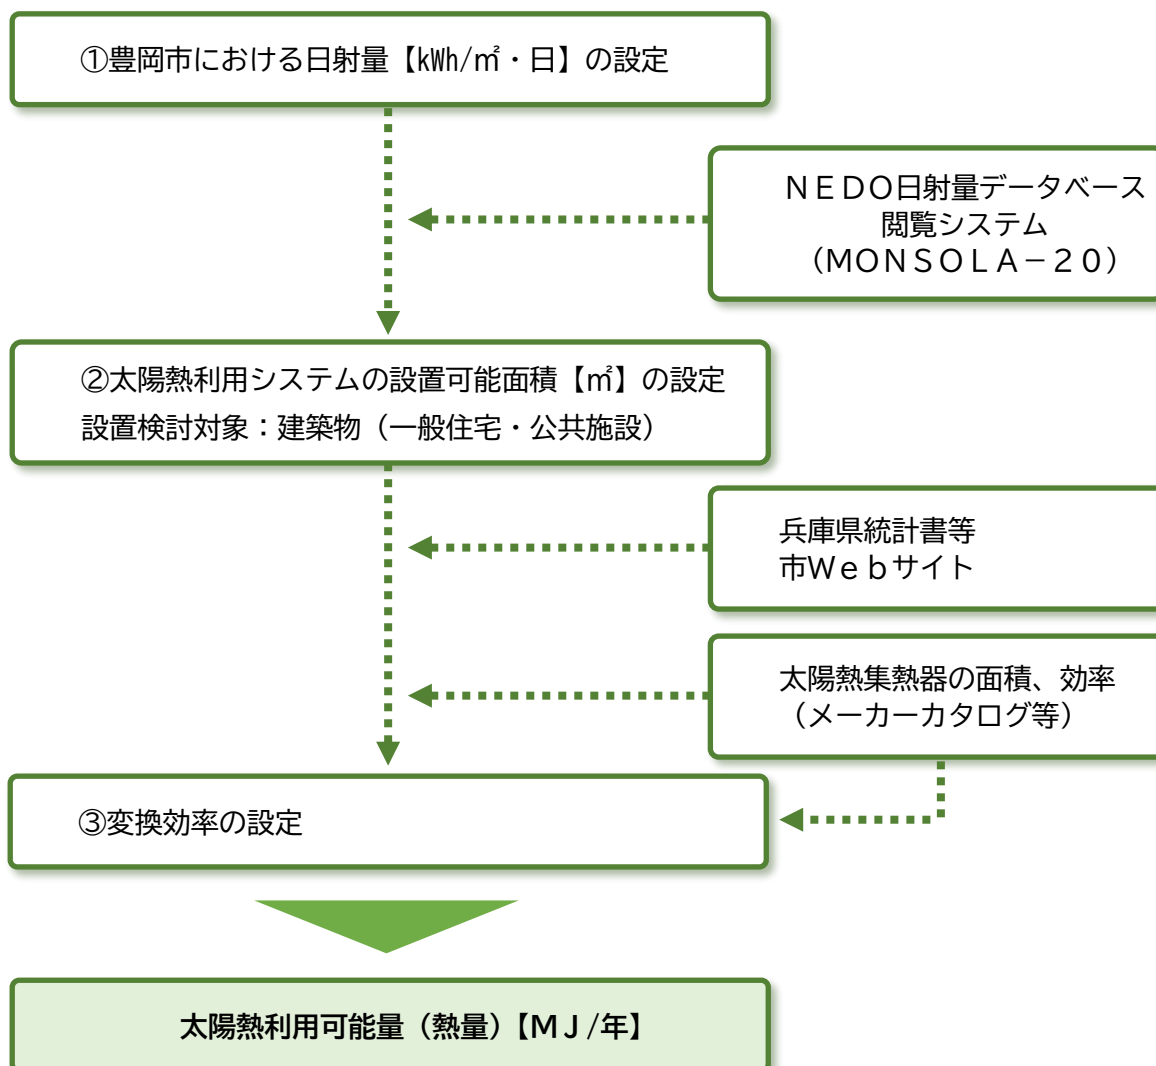 ①豊岡市における日射量【kWh/㎡・日】の設定
ＮＥＤＯ日射量データベース
閲覧システム
（ＭＯＮＳＯＬＡ－２０）
②太陽熱利用システムの設置可能面積【㎡】の設定
設置検討対象：建築物（一般住宅・公共施設）
兵庫県統計書等
市Ｗｅｂサイト
太陽熱集熱器の面積、効率
（メーカーカタログ等）
③変換効率の設定
太陽熱利用可能量（熱量）【ＭＪ/年】